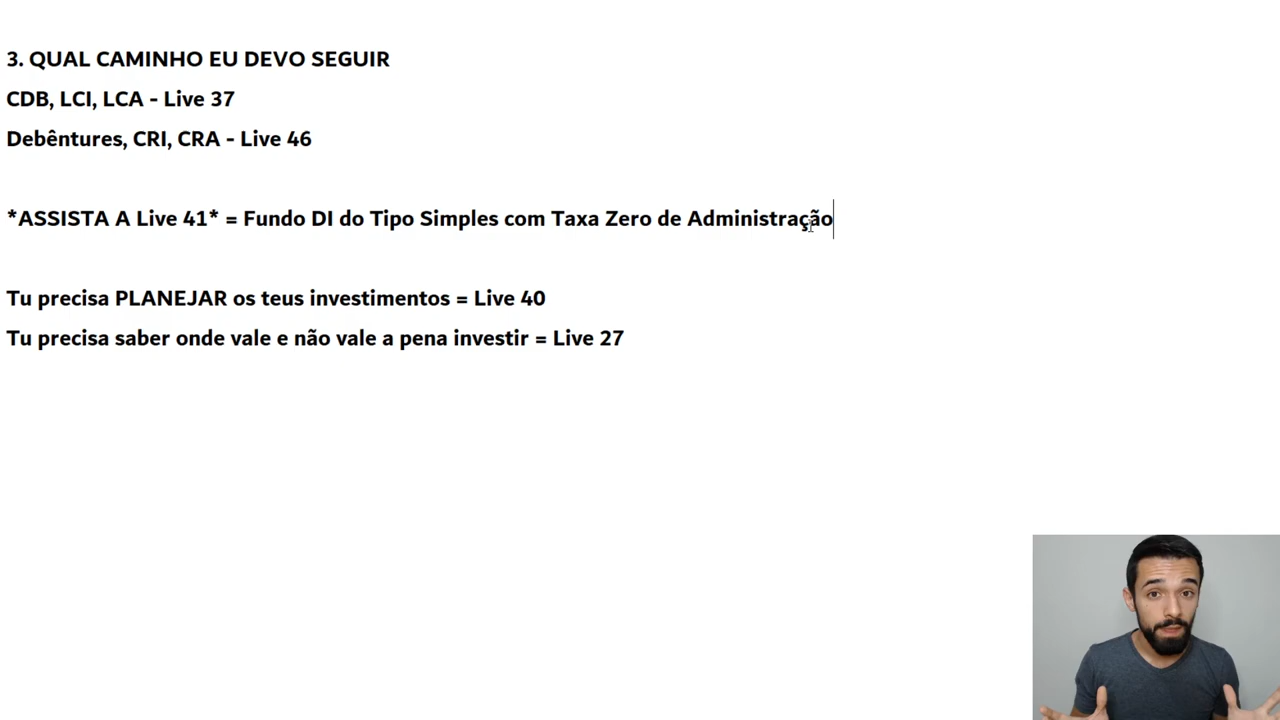 3. QUAL CAMINHO EU DEVO SEGUIR
CDB, LCI, LCA - Live 37
Debêntures, CRI, CRA - Live 46
*ASSISTA A Live 41* = Fundo DI do Tipo Simples com Taxa Zero de Administração
Tu precisa PLANEJAR os teus investimentos = Live 40
Tu precisa saber onde vale e não vale a pena investir = Live 27